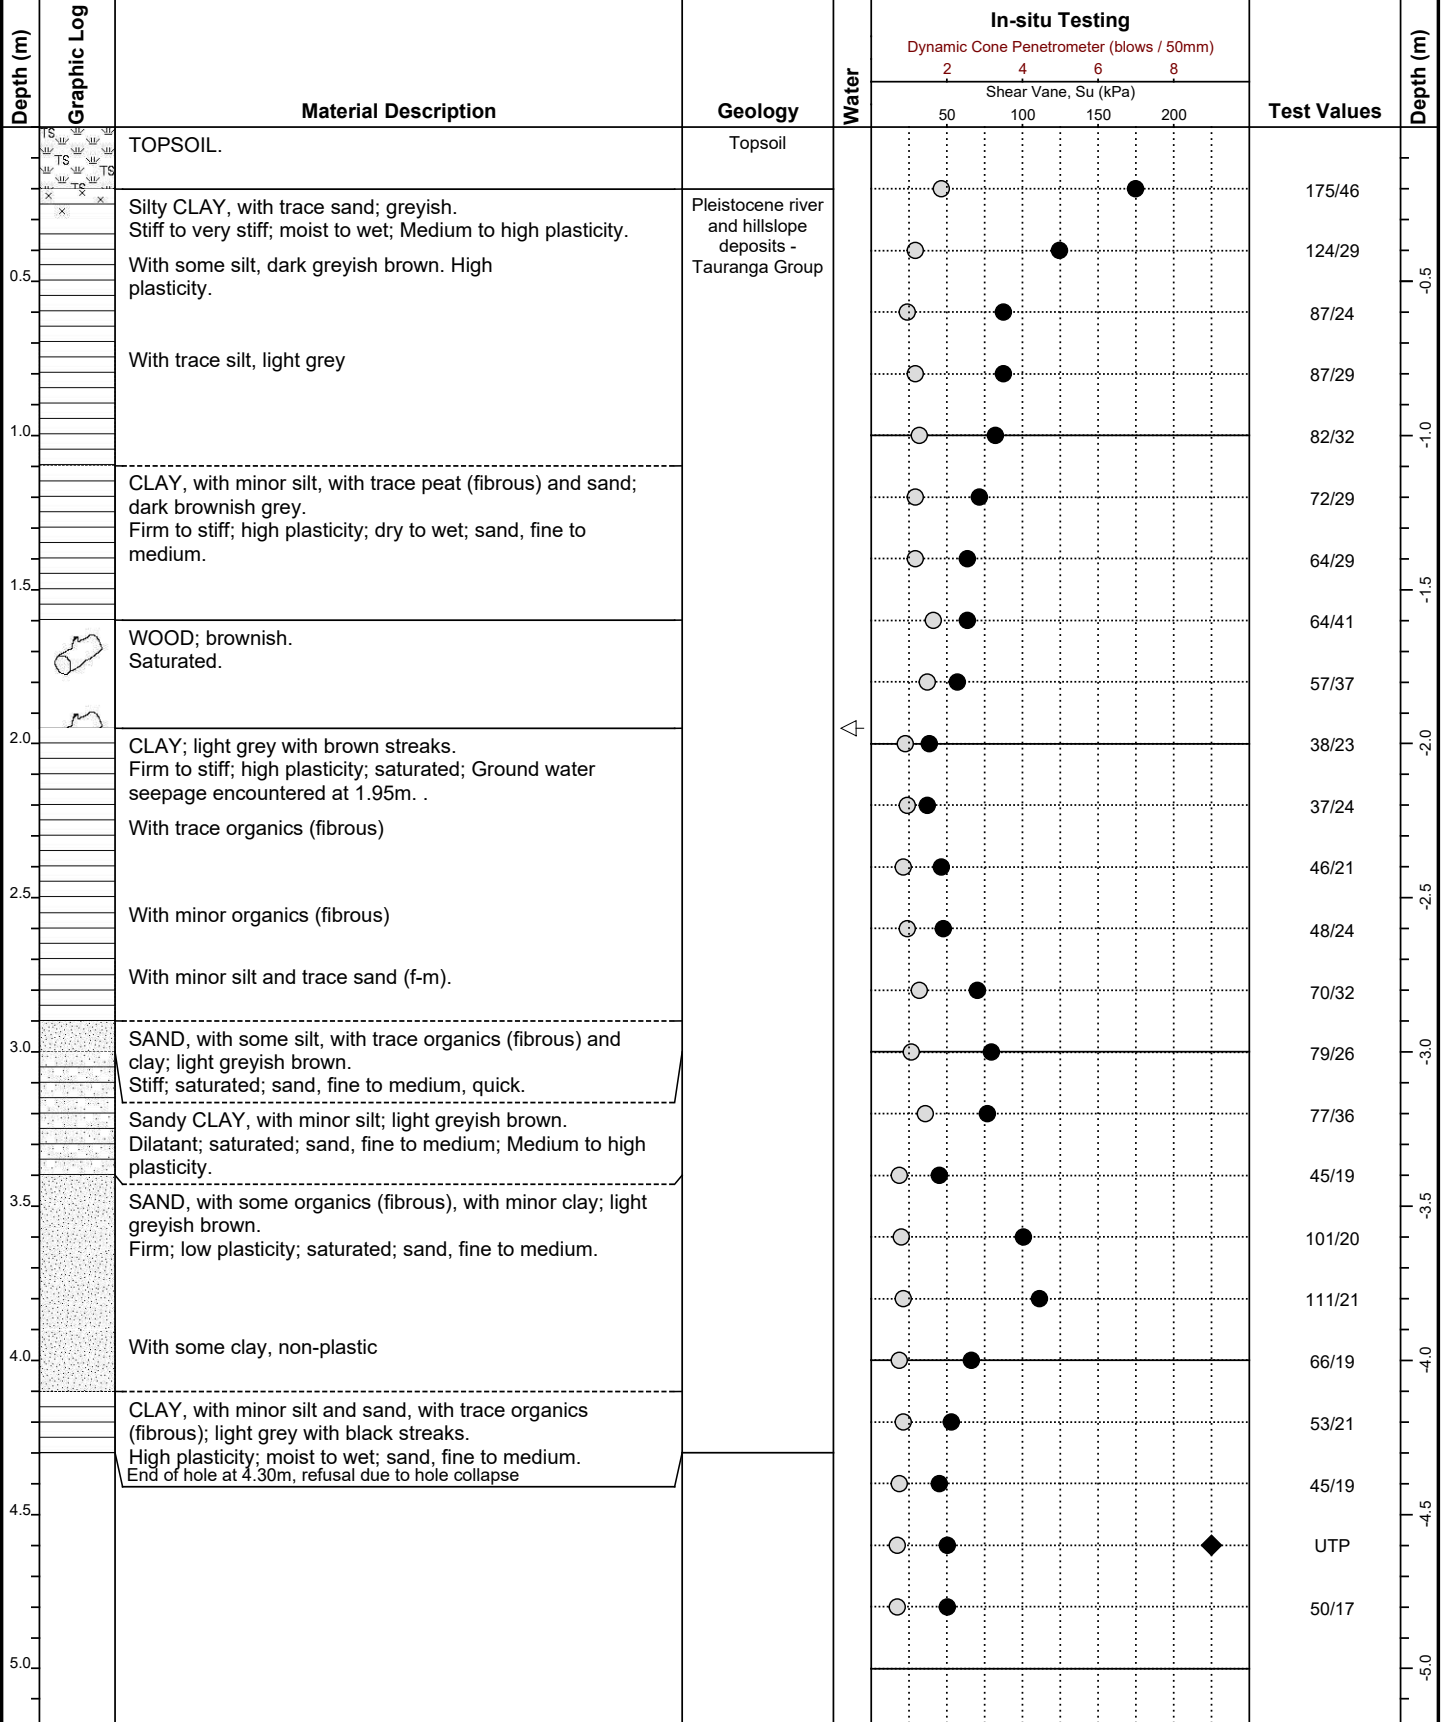 Depth (m)
Graphic Log
Material Description
Geology
Water
In-situ Testing
Dynamic Cone Penetrometer (blows / 50mm)
2 4 6 8
Shear Vane, Su (kPa)
50 100 150 200
Test Values
Depth (m)
TS
TS
TS
TS
TOPSOIL.
Topsoil
Silty CLAY, with trace sand; greyish.
Stiff to very stiff; moist to wet; Medium to high plasticity.
With some silt, dark greyish brown. High
plasticity.
With trace silt, light grey
Pleistocene river
and hillslope
deposits -
Tauranga Group
CLAY, with minor silt, with trace peat (fibrous) and sand;
dark brownish grey.
Firm to stiff; high plasticity; dry to wet; sand, fine to
medium.
WOOD; brownish.
Saturated.
CLAY; light grey with brown streaks.
Firm to stiff; high plasticity; saturated; Ground water
seepage encountered at 1.95m. .
With trace organics (fibrous)
With minor organics (fibrous)
With minor silt and trace sand (f-m).
SAND, with some silt, with trace organics (fibrous) and
clay; light greyish brown.
Stiff; saturated; sand, fine to medium, quick.
Sandy CLAY, with minor silt; light greyish brown.
Dilatant; saturated; sand, fine to medium; Medium to high
plasticity.
SAND, with some organics (fibrous), with minor clay; light
greyish brown.
Firm; low plasticity; saturated; sand, fine to medium.
With some clay, non-plastic
CLAY, with minor silt and sand, with trace organics
(fibrous); light grey with black streaks.
High plasticity; moist to wet; sand, fine to medium.
End of hole at 4.30m, refusal due to hole collapse
0.5
1.0
1.5
2.0
2.5
3.0
3.5
4.0
4.5
5.0
175/46
124/29
87/24
87/29
82/32
72/29
64/29
64/41
57/37
38/23
37/24
46/21
48/24
70/32
79/26
77/36
45/19
101/20
111/21
66/19
53/21
45/19
UTP
50/17
-0.5
-1.0
-1.5
-2.0
-2.5
-3.0
-3.5
-4.0
-4.5
-5.0